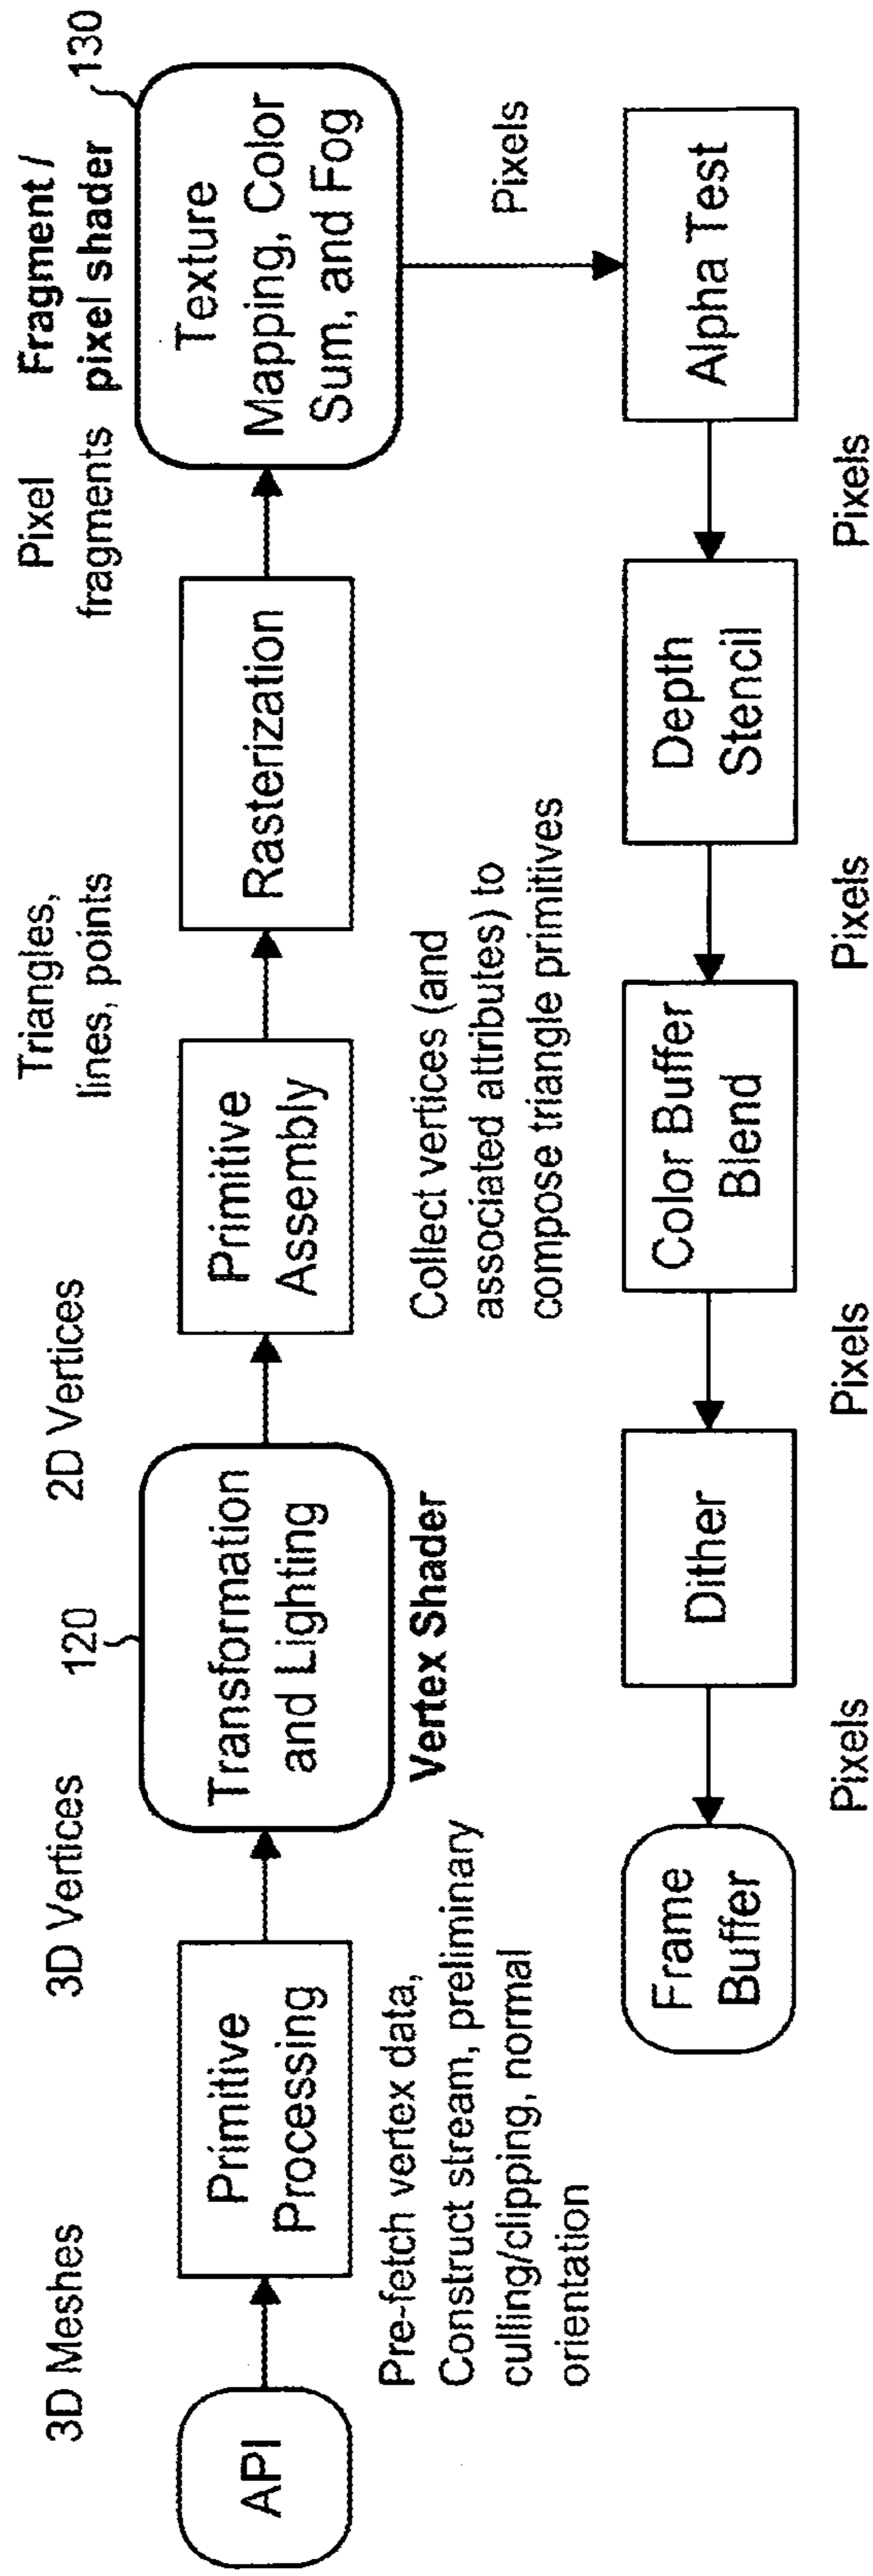 3D Meshes
3D Vertices
120
2D Vertices
Triangles,
lines, points
Pixel
fragments
Fragment /
pixel shader
130
API
Primitive
Processing
Transformation
and Lighting
Primitive
Assembly
Rasterization
Texture
Mapping, Color
Sum, and Fog
Pre-fetch vertex data,
Construct stream, preliminary
culling/clipping, normal
orientation
Vertex Shader
Collect vertices (and
associated attributes) to
compose triangle primitives
Pixels
Alpha Test
Pixels
Depth
Stencil
Pixels
Color Buffer
Blend
Pixels
Dither
Pixels
Frame
Buffer